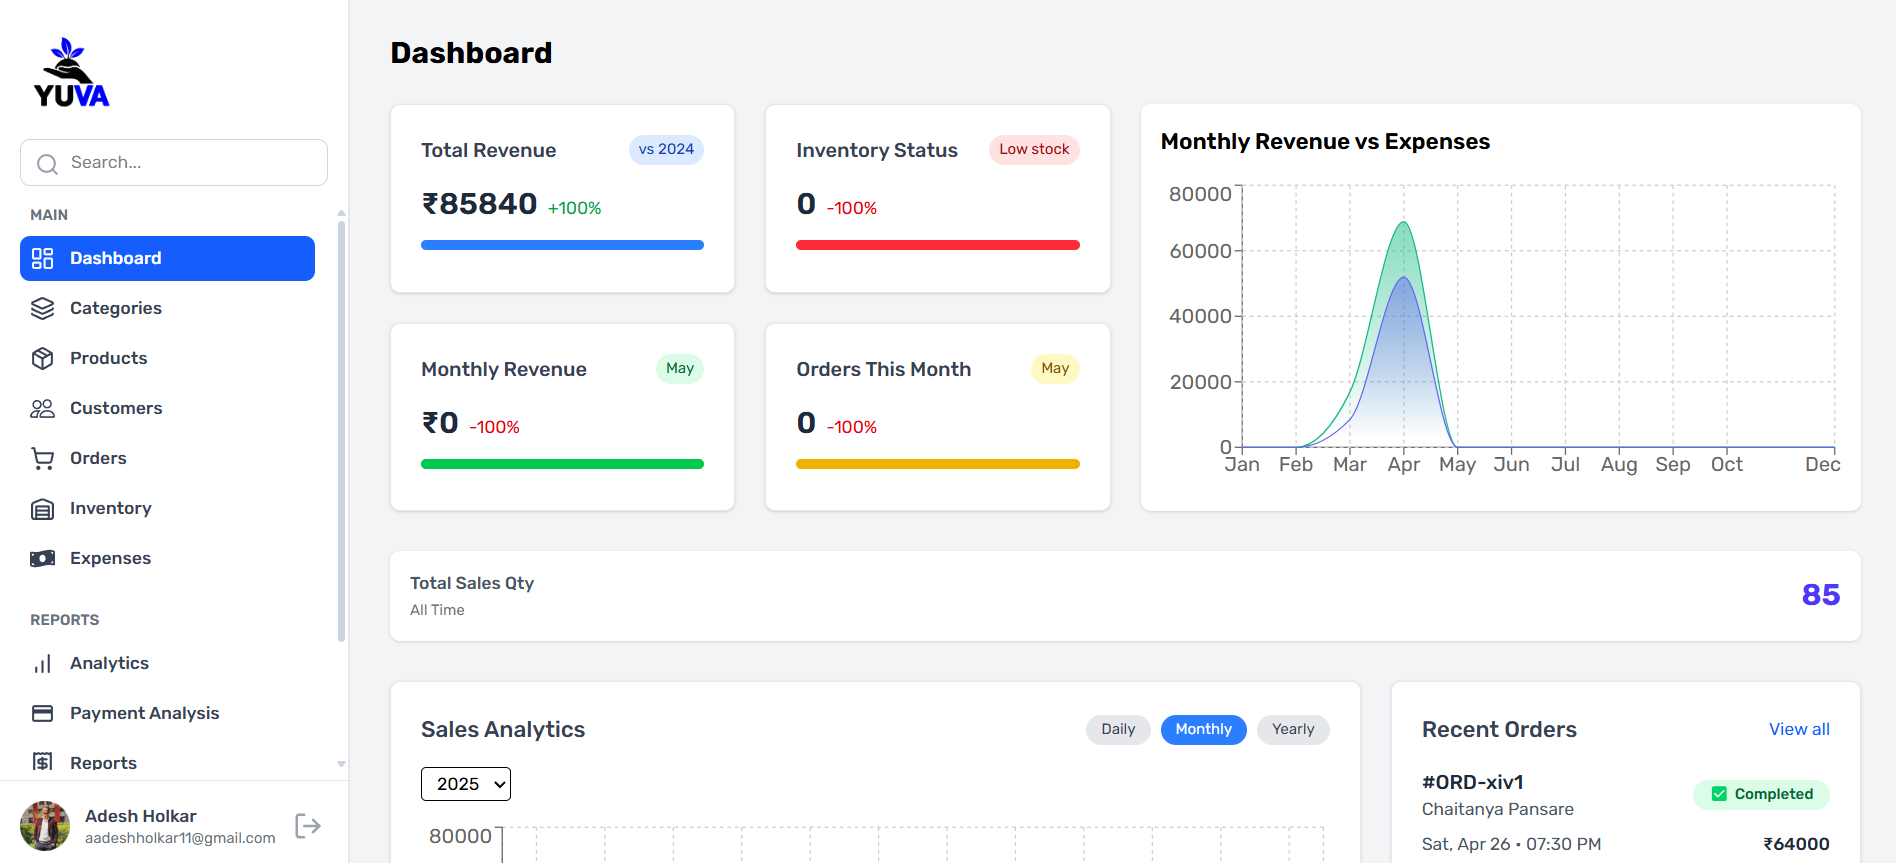 YUVA
Search...
MAIN
Dashboard
Categories
Products
Customers
Orders
Inventory
Expenses
REPORTS
Analytics
Payment Analysis
Reports
Adesh Holkar
aadeshholkar11@gmail.com
Dashboard
Total Revenue
vs 2024
₹85840 +100%
Inventory Status
Low stock
0 -100%
Monthly Revenue
May
₹0 -100%
Orders This Month
May
0 -100%
Monthly Revenue vs Expenses
80000
60000
40000
20000
0
Jan Feb Mar Apr May Jun Jul Aug Sep Oct Dec
Total Sales Qty
All Time
85
Sales Analytics
Daily Monthly Yearly
2025
80000
Recent Orders
View all
#ORD-xiv1
Chaitanya Pansare
Completed
Sat, Apr 26 • 07:30 PM
₹64000